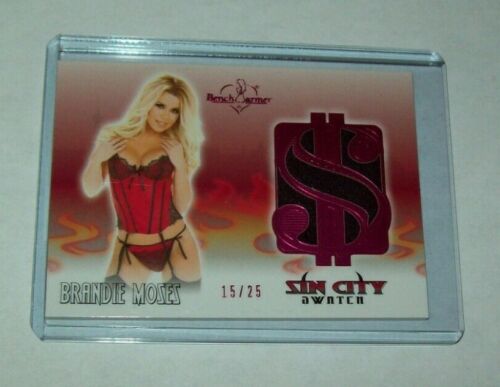 Bench Warmer
BRANDIE MOSES
15/25
SIN CITY
SWATCH